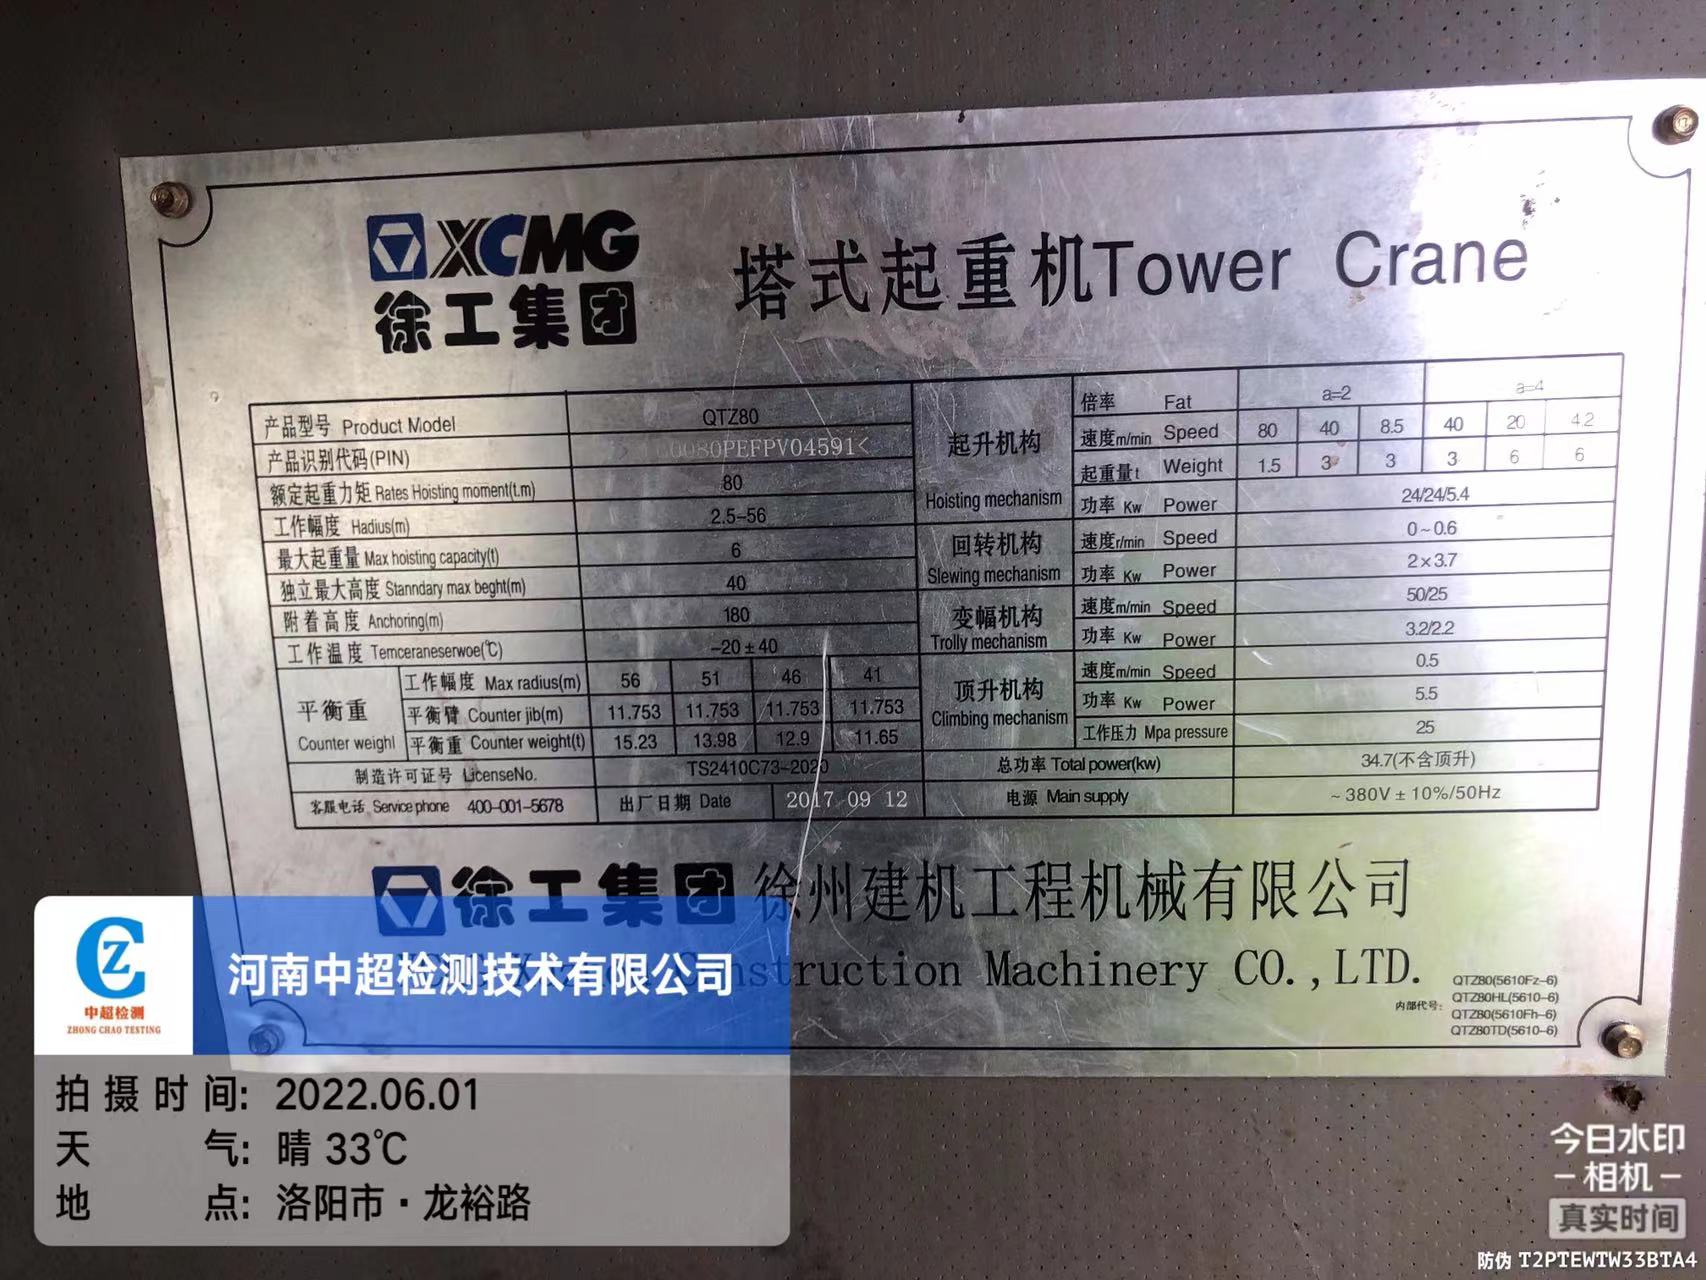 XCMG
徐工集团
塔式起重机Tower Crane
产品型号 Product Model QTZ80
产品识别代码(PIN) 0080PEFPV04591<
额定起重力矩 Rates Hoisting moment(t.m) 80
工作幅度 Hadius(m) 2.5-56
最大起重量 Max hoisting capacity(t) 6
独立最大高度 Stanndary max beght(m) 40
附着高度 Anchoring(m) 180
工作温度 Temceraneserwoe(℃) -20±40
平衡重 Counter weighl
工作幅度 Max radius(m) 56 51 46 41
平衡臂 Counter jib(m) 11.753 11.753 11.753 11.753
平衡重 Counter weight(t) 15.23 13.98 12.9 11.65
制造许可证号 LicenseNo. TS2410C73-2020
客服电话 Service phone 400-001-5678 出厂日期 Date 2017 09 12
起升机构 Hoisting mechanism
倍率 Fat a=2 a=4
速度m/min Speed 80 40 8.5 40 20 4.2
起重量t Weight 1.5 3 3 3 6 6
功率 Kw Power 24/24/5.4
回转机构 Slewing mechanism
速度r/min Speed 0~0.6
功率 Kw Power 2×3.7
变幅机构 Trolly mechanism
速度m/min Speed 50/25
功率 Kw Power 3.2/2.2
顶升机构 Climbing mechanism
速度m/min Speed 0.5
功率 Kw Power 5.5
工作压力 Mpa pressure 25
总功率 Total power(kw) 34.7(不含顶升)
电源 Main supply ~380V±10%/50Hz
徐工集团 徐州建机工程机械有限公司
Construction Machinery CO.,LTD.
内部代号:
QTZ80(5610Fz-6)
QTZ80HL(5610-6)
QTZ80(5610Fh-6)
QTZ80TD(5610-6)
CZ
中超检测
ZHONG CHAO TESTING
河南中超检测技术有限公司
拍摄时间: 2022.06.01
天气: 晴 33℃
地点: 洛阳市·龙裕路
今日水印
-相机-
真实时间
防伪 T2PTEWTW33BTA4